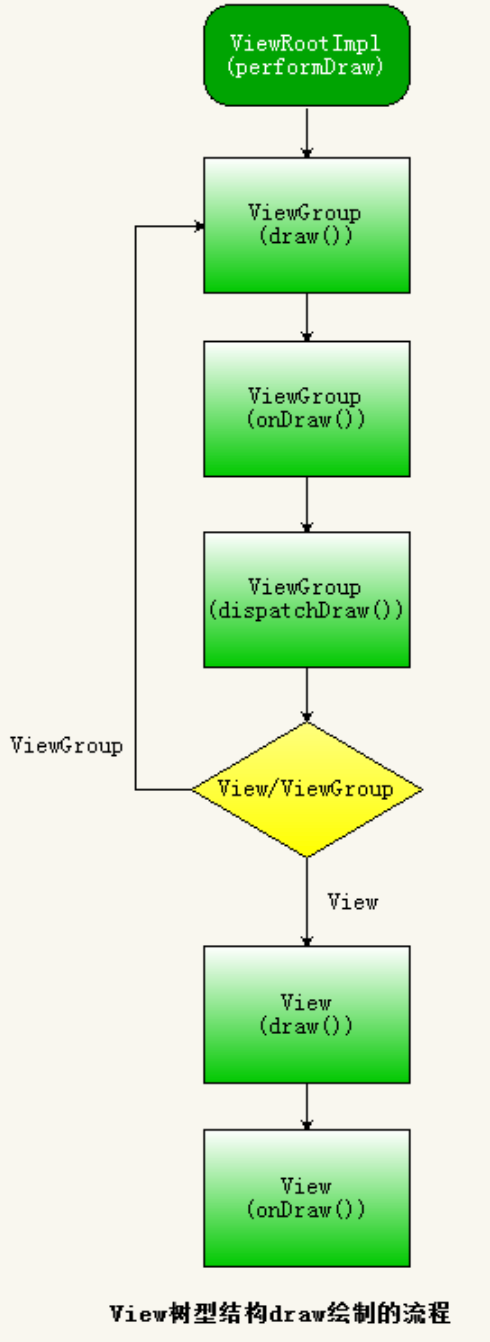 ViewRootImpl
(performDraw)
ViewGroup
(draw())
ViewGroup
(onDraw())
ViewGroup
(dispatchDraw())
ViewGroup
View/ViewGroup
View
View
(draw())
View
(onDraw())
View树型结构draw绘制的流程